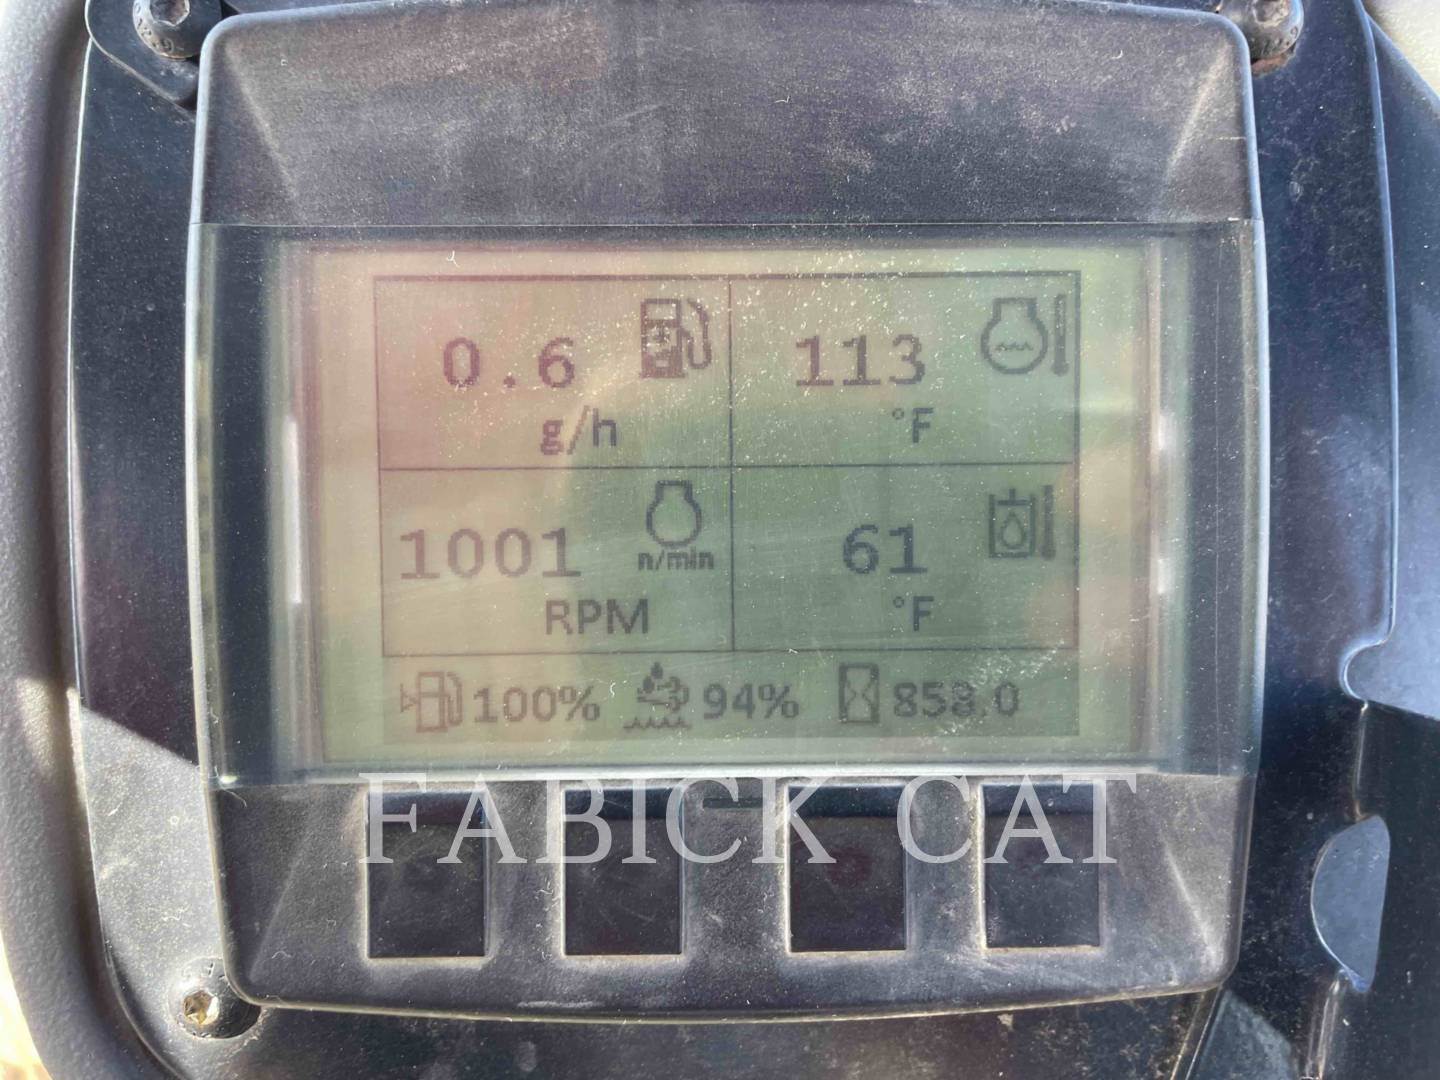 0.6
g/h
113
°F
1001
n/min
RPM
61
°F
100% 94% 858.0
FABICK CAT